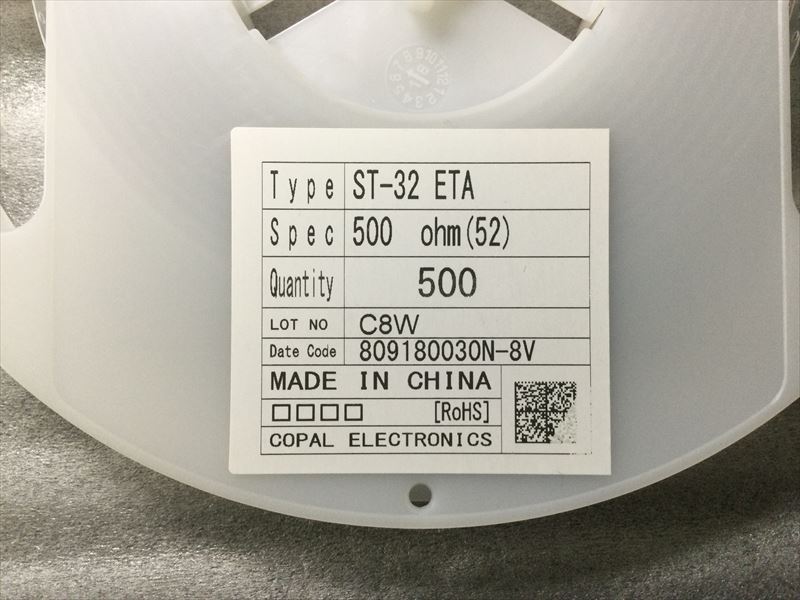 Type ST-32 ETA
Spec 500 ohm(52)
Quantity 500
LOT NO C8W
Date Code 809180030N-8V
MADE IN CHINA
□□□□ [RoHS]
COPAL ELECTRONICS